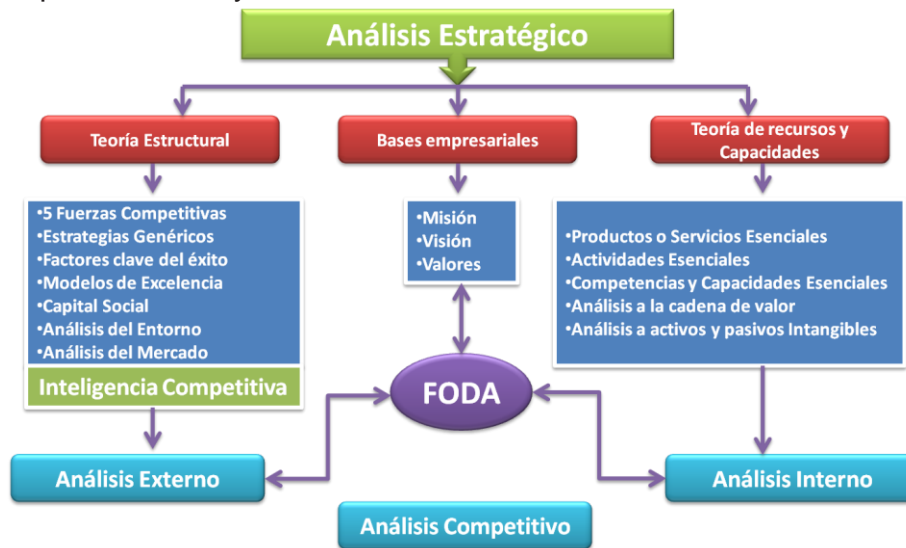 Análisis Estratégico
Teoría Estructural
Bases empresariales
Teoría de recursos y
Capacidades
•5 Fuerzas Competitivas
•Estrategias Genéricos
•Factores clave del éxito
•Modelos de Excelencia
•Capital Social
•Análisis del Entorno
•Análisis del Mercado
Inteligencia Competitiva
•Misión
•Visión
•Valores
•Productos o Servicios Esenciales
•Actividades Esenciales
•Competencias y Capacidades Esenciales
•Análisis a la cadena de valor
•Análisis a activos y pasivos Intangibles
FODA
Análisis Externo
Análisis Interno
Análisis Competitivo